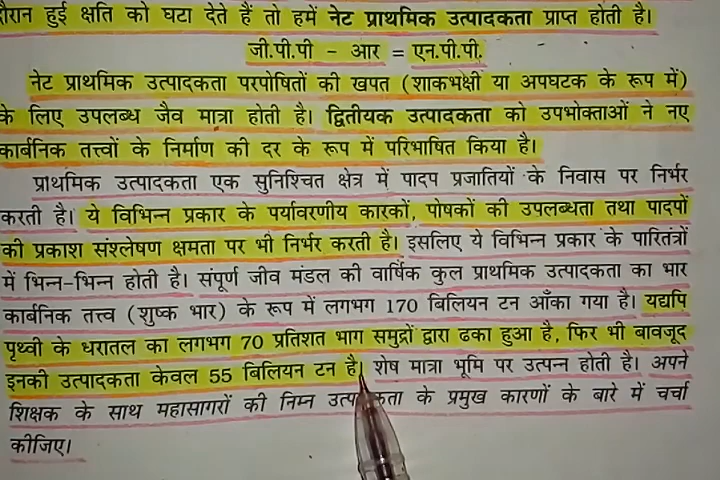 दौरान हुई क्षति को घटा देते हैं तो हमें नेट प्राथमिक उत्पादकता प्राप्त होती है।
जी.पी.पी - आर = एन.पी.पी.
नेट प्राथमिक उत्पादकता परपोषितों की खपत (शाकभक्षी या अपघटक के रूप में)
के लिए उपलब्ध जैव मात्रा होती है। द्वितीयक उत्पादकता को उपभोक्ताओं ने नए
कार्बनिक तत्त्वों के निर्माण की दर के रूप में परिभाषित किया है।
प्राथमिक उत्पादकता एक सुनिश्चित क्षेत्र में पादप प्रजातियों के निवास पर निर्भर
करती है। ये विभिन्न प्रकार के पर्यावरणीय कारकों, पोषकों की उपलब्धता तथा पादपों
की प्रकाश संश्लेषण क्षमता पर भी निर्भर करती है। इसलिए ये विभिन्न प्रकार के पारितंत्रों
में भिन्न-भिन्न होती है। संपूर्ण जीव मंडल की वार्षिक कुल प्राथमिक उत्पादकता का भार
कार्बनिक तत्त्व (शुष्क भार) के रूप में लगभग 170 बिलियन टन आँका गया है। यद्यपि
पृथ्वी के धरातल का लगभग 70 प्रतिशत भाग समुद्रों द्वारा ढका हुआ है, फिर भी बावजूद
इनकी उत्पादकता केवल 55 बिलियन टन है। शेष मात्रा भूमि पर उत्पन्न होती है। अपने
शिक्षक के साथ महासागरों की निम्न के प्रमुख कारणों के बारे में चर्चा
कीजिए।